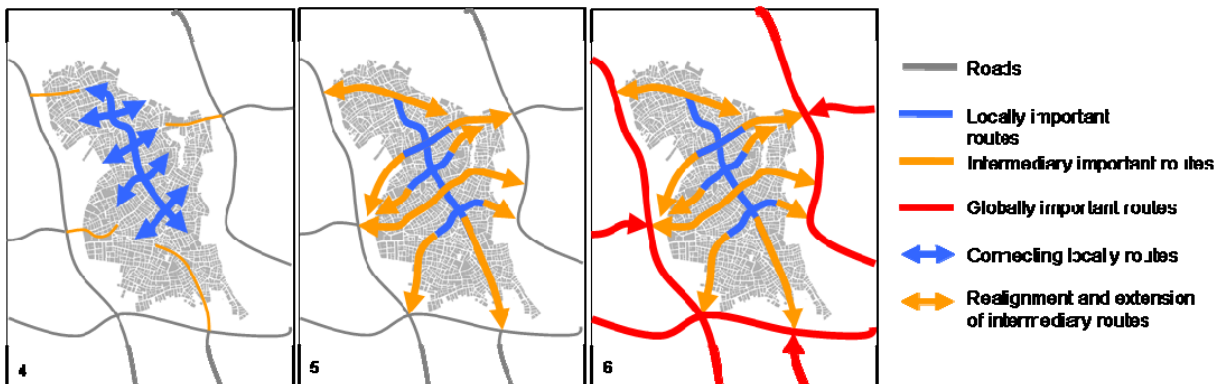 4
5
6
Roads
Locally important
routes
Intermediary important routes
Globally important routes
Connecting locally routes
Realignment and extension
of intermediary routes